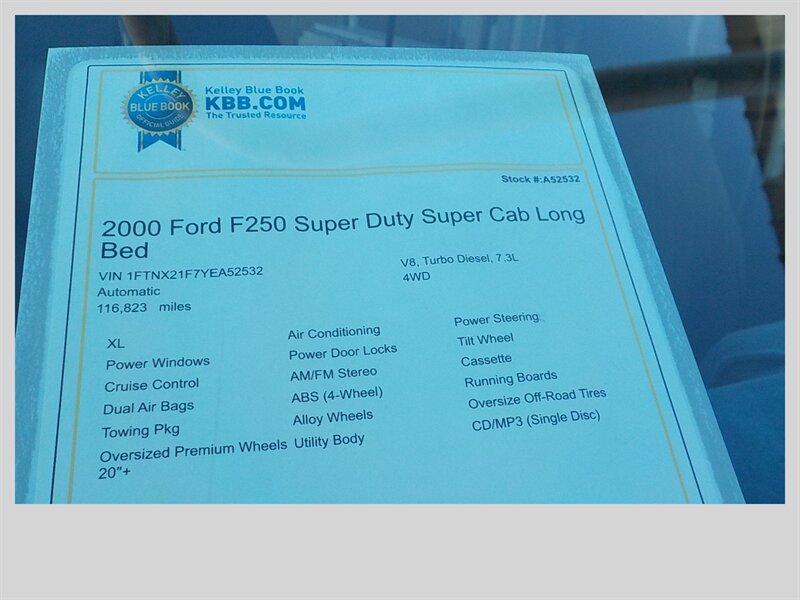 KELLEY
BLUE BOOK
OFFICIAL GUIDE
Kelley Blue Book
KBB.COM
The Trusted Resource
Stock #:A52532
2000 Ford F250 Super Duty Super Cab Long
Bed
VIN 1FTNX21F7YEA52532
V8, Turbo Diesel, 7.3L
Automatic
4WD
116,823 miles
XL
Air Conditioning
Power Steering
Power Windows
Power Door Locks
Tilt Wheel
Cruise Control
AM/FM Stereo
Cassette
Dual Air Bags
ABS (4-Wheel)
Running Boards
Towing Pkg
Alloy Wheels
Oversize Off-Road Tires
Oversized Premium Wheels
20"+
Utility Body
CD/MP3 (Single Disc)